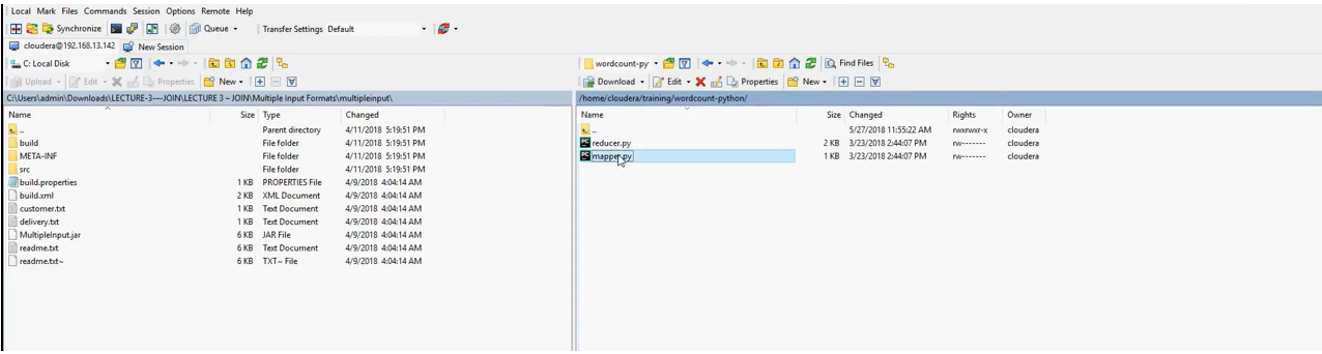 Local Mark Files Commands Session Options Remote Help
Synchronize Queue Transfer Settings Default
cloudera@192.168.13.142 New Session
C: Local Disk
Upload Edit Properties New
C:\Users\admin\Downloads\LECTURE-3----JOIN\LECTURE 3 – JOIN\Multiple Input Formats\multipleinput\
Name Size Type Changed
.. Parent directory 4/11/2018 5:19:51 PM
build File folder 4/11/2018 5:19:51 PM
META-INF File folder 4/11/2018 5:19:51 PM
src File folder 4/11/2018 5:19:51 PM
build.properties 1 KB PROPERTIES File 4/9/2018 4:04:14 AM
build.xml 2 KB XML Document 4/9/2018 4:04:14 AM
customer.txt 1 KB Text Document 4/9/2018 4:04:14 AM
delivery.txt 1 KB Text Document 4/9/2018 4:04:14 AM
MultipleInput.jar 6 KB JAR File 4/9/2018 4:04:14 AM
readme.txt 6 KB Text Document 4/9/2018 4:04:14 AM
readme.txt~ 6 KB TXT~ File 4/9/2018 4:04:14 AM
wordcount-py Find Files
Download Edit Properties New
/home/cloudera/training/wordcount-python/
Name Size Changed Rights Owner
.. 5/27/2018 11:55:22 AM rwxrwxr-x cloudera
reducer.py 2 KB 3/23/2018 2:44:07 PM rw------- cloudera
mapper.py 1 KB 3/23/2018 2:44:07 PM rw------- cloudera